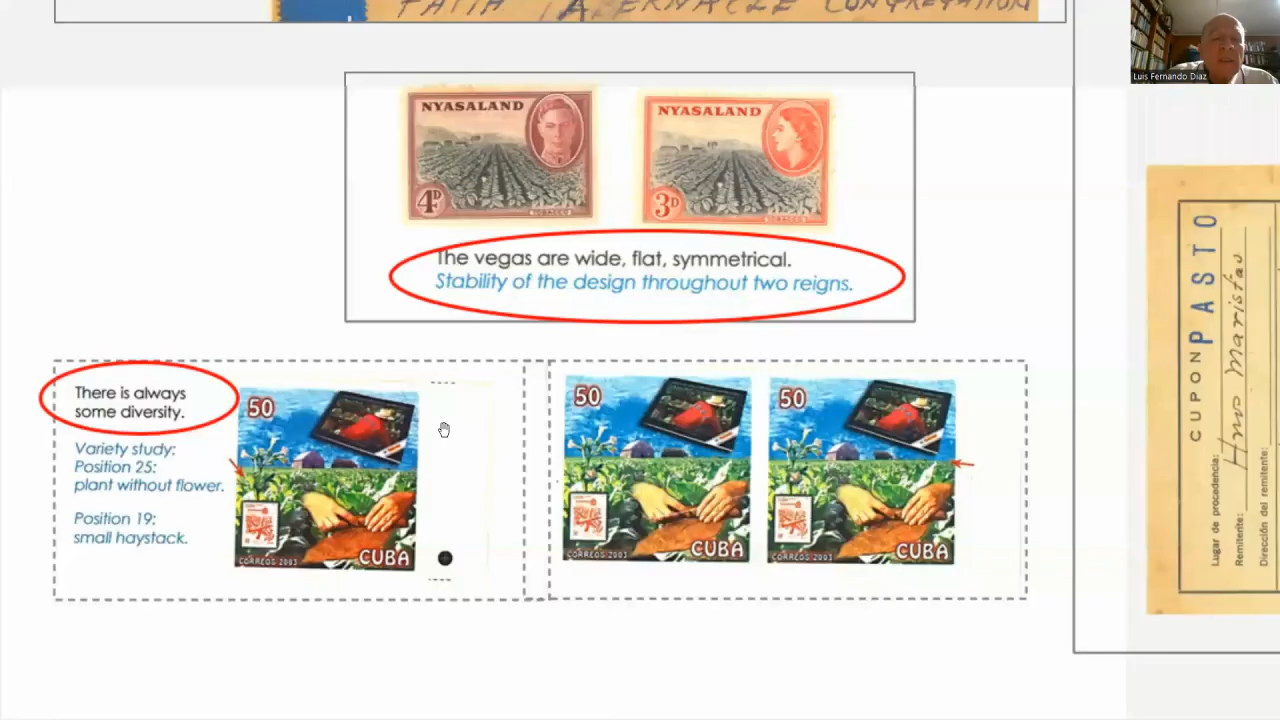 FAITH TABERNACLE CONGREGATION
Luis Fernando Diaz
NYASALAND
4D
TOBACCO
NYASALAND
3D
TOBACCO
The vegas are wide, flat, symmetrical.
Stability of the design throughout two reigns.
There is always
some diversity.
Variety study:
Position 25:
plant without flower.
Position 19:
small haystack.
50
CORREOS 2003
CUBA
50
CORREOS 2003
CUBA
50
CORREOS 2003
CUBA
CUPON PASTO
Lugar de procedencia:
Hnos Maristas
Remitente:
Dirección del remitente: